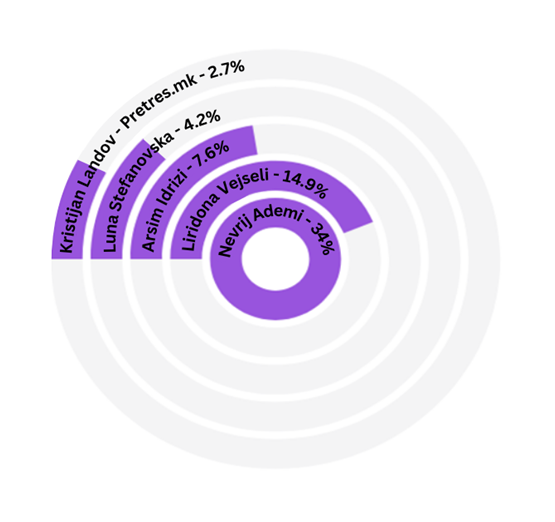 Kristijan Landov - Pretres.mk - 2.7%
Luna Stefanovska - 4.2%
Arsim Idrizi - 7.6%
Liridona Vejseli - 14.9%
Nevrij Ademi - 34%